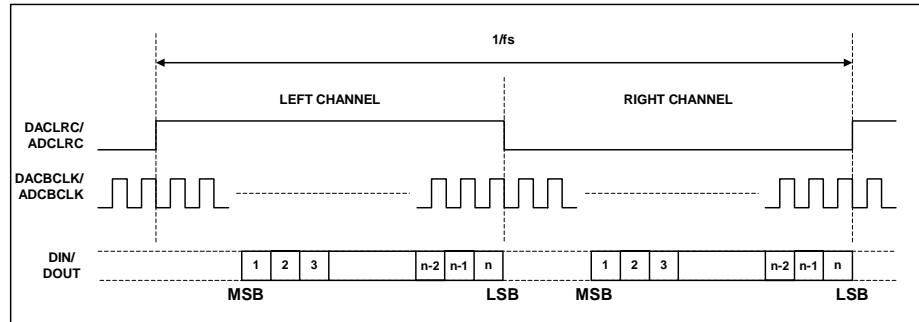 1/fs
LEFT CHANNEL
RIGHT CHANNEL
DACLRC/
ADCLRC
DACBCLK/
ADCBCLK
DIN/
DOUT
1 2 3 n-2 n-1 n 1 2 3 n-2 n-1 n
MSB LSB MSB LSB